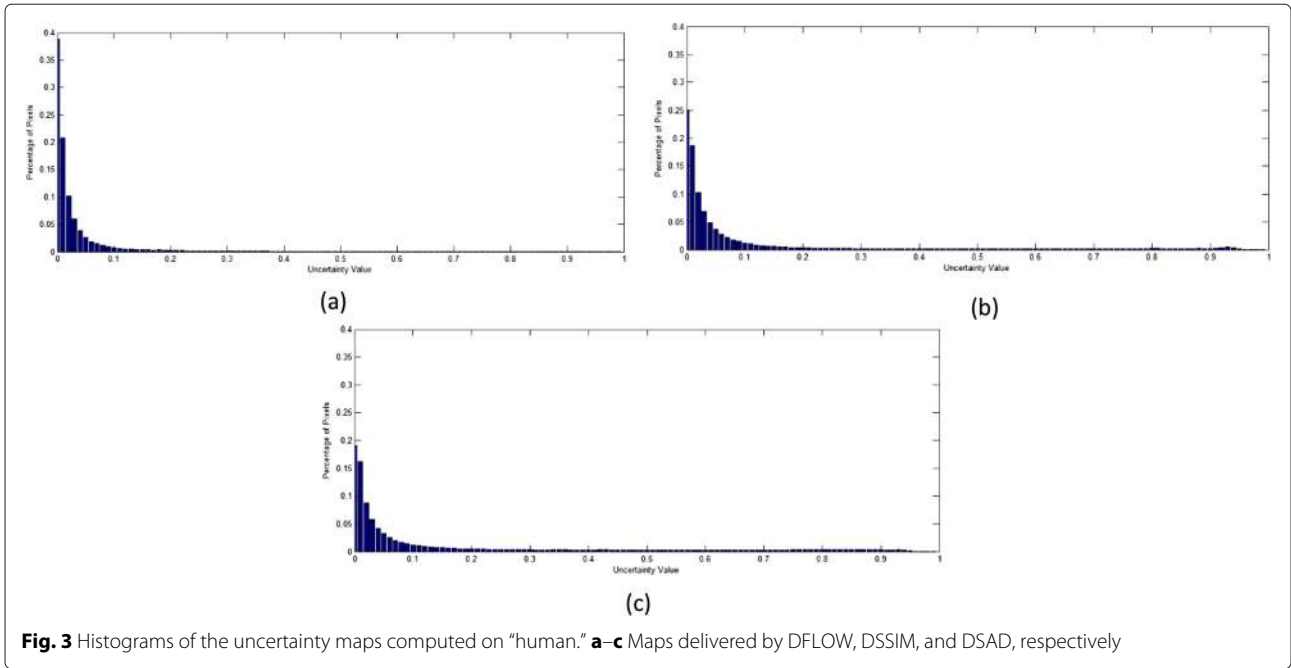 0.4
0.35
0.3
0.25
0.2
0.15
0.1
0.05
0
Percentage of Pixels
0 0.1 0.2 0.3 0.4 0.5 0.6 0.7 0.8 0.9 1
Uncertainty Value
(a)
0.4
0.35
0.3
0.25
0.2
0.15
0.1
0.05
0
Percentage of Pixels
0 0.1 0.2 0.3 0.4 0.5 0.6 0.7 0.8 0.9 1
Uncertainty Value
(b)
0.4
0.35
0.3
0.25
0.2
0.15
0.1
0.05
0
Percentage of Pixels
0 0.1 0.2 0.3 0.4 0.5 0.6 0.7 0.8 0.9 1
Uncertainty Value
(c)
Fig. 3 Histograms of the uncertainty maps computed on “human.” a–c Maps delivered by DFLOW, DSSIM, and DSAD, respectively